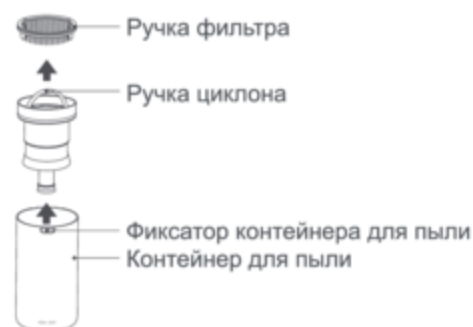 Ручка фильтра
Ручка циклона
Фиксатор контейнера для пыли
Контейнер для пыли